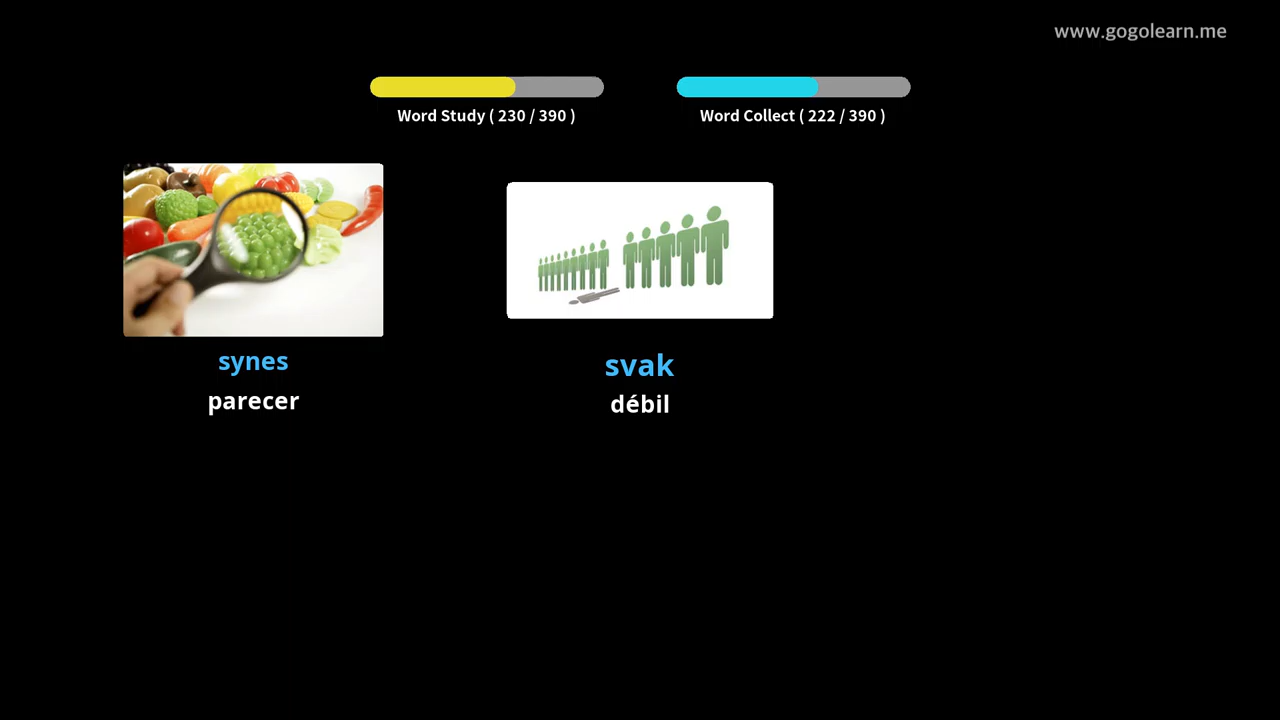 www.gogolearn.me
Word Study ( 230 / 390 )
Word Collect ( 222 / 390 )
synes
parecer
svak
débil